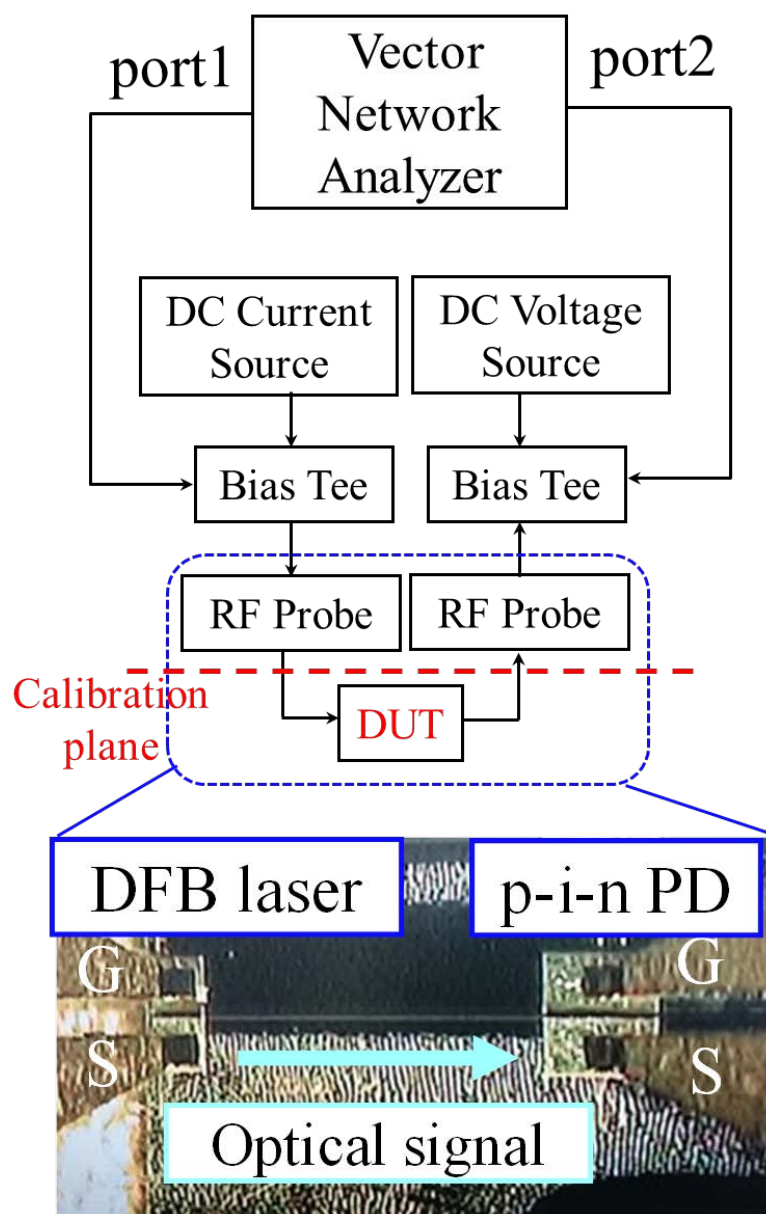 port1
Vector
Network
Analyzer
port2
DC Current
Source
DC Voltage
Source
Bias Tee
Bias Tee
RF Probe
RF Probe
Calibration
plane
DUT
DFB laser
p-i-n PD
G
G
S
S
Optical signal